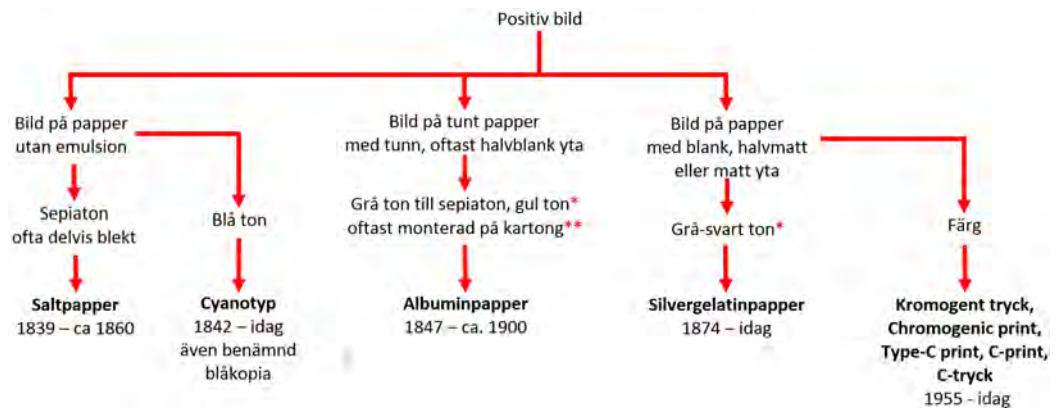 Positiv bild
Bild på papper
utan emulsion
Bild på tunt papper
med tunn, oftast halvblank yta
Bild på papper
med blank, halvmatt
eller matt yta
Sepiaton
ofta delvis blekt
Blå ton
Grå ton till sepiaton, gul ton*
oftast monterad på kartong**
Grå-svart ton*
Färg
Saltpapper
1839 – ca 1860
Cyanotyp
1842 – idag
även benämnd
blåkopia
Albuminpapper
1847 – ca. 1900
Silvergelatinpapper
1874 – idag
Kromogent tryck,
Chromogenic print,
Type-C print, C-print,
C-tryck
1955 - idag